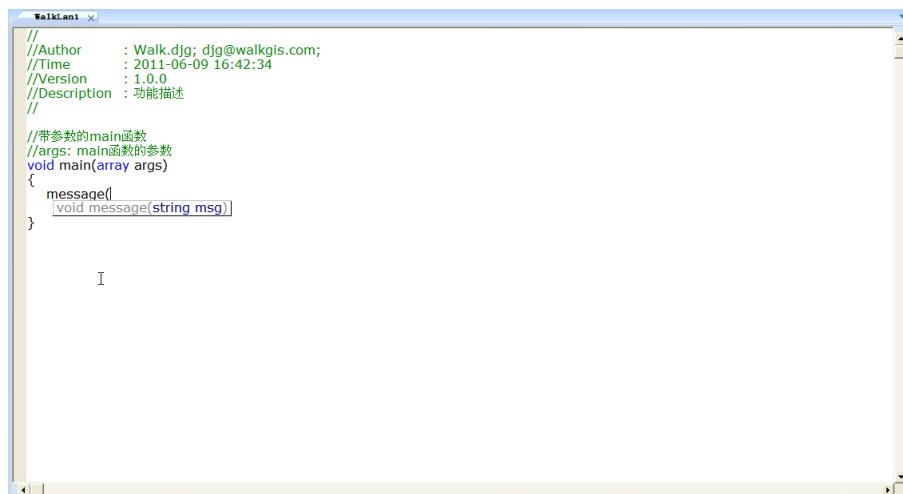 WalkLan1
//
//Author : Walk.djg; djg@walkgis.com;
//Time : 2011-06-09 16:42:34
//Version : 1.0.0
//Description : 功能描述
//
//带参数的main函数
//args: main函数的参数
void main(array args)
{
message(
void message(string msg)
}